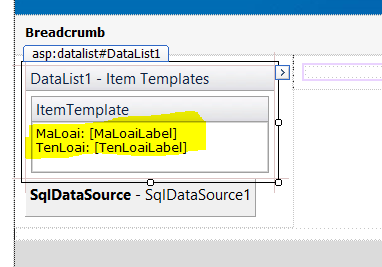 Breadcrumb
asp:datalist#DataList1
DataList1 - Item Templates
ItemTemplate
MaLoai: [MaLoaiLabel]
TenLoai: [TenLoaiLabel]
SqlDataSource - SqlDataSource1